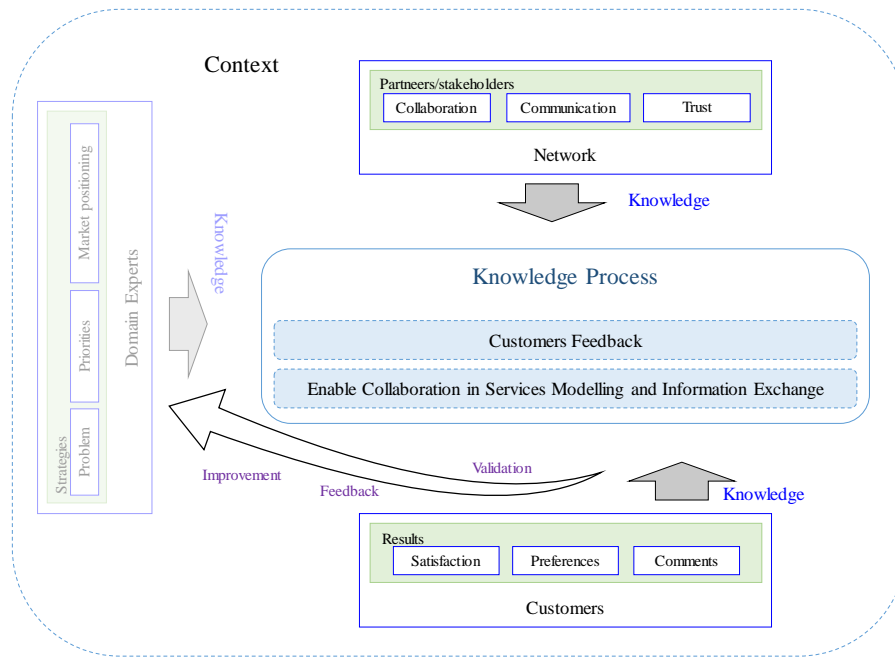 Context
Partneers/stakeholders
Collaboration
Communication
Trust
Network
Knowledge
Market positioning
Priorities
Problem
Strategies
Domain Experts
Knowledge
Knowledge Process
Customers Feedback
Enable Collaboration in Services Modelling and Information Exchange
Validation
Improvement
Feedback
Knowledge
Results
Satisfaction
Preferences
Comments
Customers